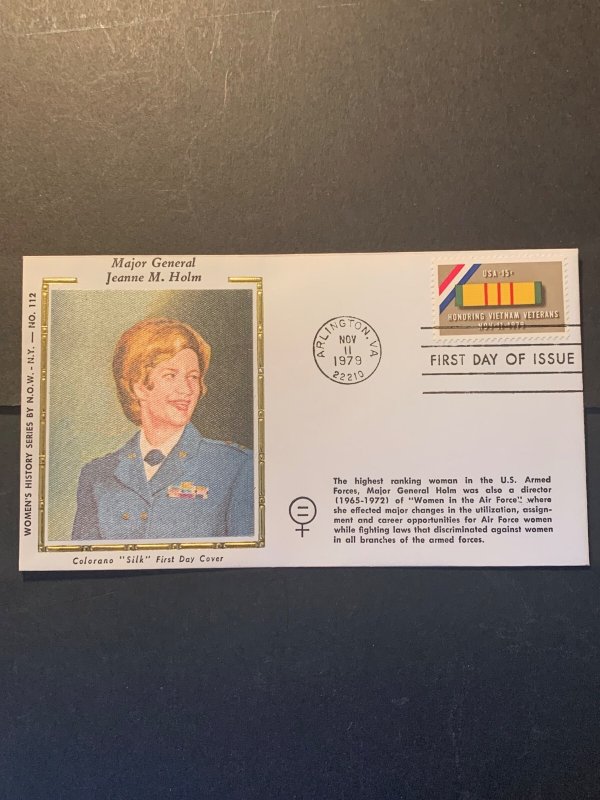 Major General
Jeanne M. Holm
WOMEN'S HISTORY SERIES BY N.O.W. - N.Y. — NO. 112
Colorano "Silk" First Day Cover
ARLINGTON, VA
NOV
11
1979
22210
USA 15c
HONORING VIETNAM VETERANS
NOV•11•1979
FIRST DAY OF ISSUE
The highest ranking woman in the U.S. Armed
Forces, Major General Holm was also a director
(1965-1972) of "Women in the Air Force", where
she effected major changes in the utilization, assign-
ment and career opportunities for Air Force women
while fighting laws that discriminated against women
in all branches of the armed forces.